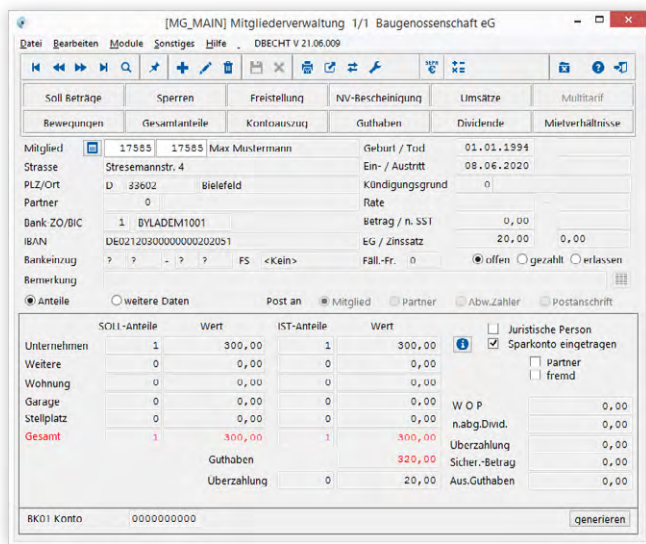 [MG_MAIN] Mitgliederverwaltung 1/1 Baugenossenschaft eG
Datei Bearbeiten Module Sonstiges Hilfe . DBECHT V 21.06.009
Soll Beträge Sperren Freistellung NV-Bescheinigung Umsätze Multitarif
Bewegungen Gesamtanteile Kontoauszug Guthaben Dividende Mietverhältnisse
Mitglied 17585 17585 Max Mustermann Geburt / Tod 01.01.1994
Strasse Stresemannstr. 4 Ein- / Austritt 08.06.2020
PLZ/Ort D 33602 Bielefeld Kündigungsgrund 0
Partner 0 Rate
Bank ZO/BIC 1 BYLADEM1001 Betrag / n. SST 0,00
IBAN DE02120300000000202051 EG / Zinssatz 20,00 0,00
Bankeinzug ? ? - ? ? FS <Kein> Fäll.-Fr. 0 offen gezahlt erlassen
Bemerkung
Anteile weitere Daten Post an Mitglied Partner Abw.Zahler Postanschrift
SOLL-Anteile Wert IST-Anteile Wert Juristische Person
Unternehmen 1 300,00 1 300,00 Sparkonto eingetragen
Weitere 0 0,00 0 0,00 Partner
Wohnung 0 0,00 0 0,00 fremd
Garage 0 0,00 0 0,00 W O P 0,00
Stellplatz 0 0,00 0 0,00 n.abg.Divid. 0,00
Gesamt 1 300,00 1 300,00 Überzahlung 0,00
Guthaben 320,00 Sicher.-Betrag 0,00
Überzahlung 0 20,00 Aus.Guthaben 0,00
BK01 Konto 0000000000 generieren